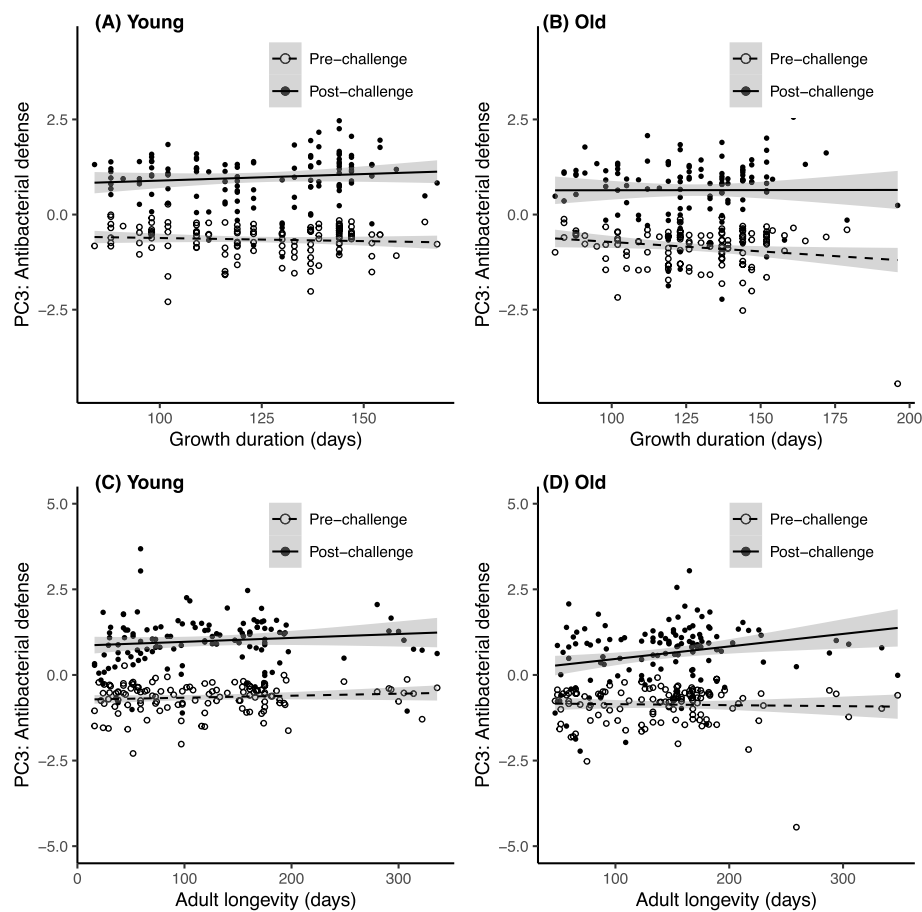 (A) Young
Pre−challenge
Post−challenge
2.5
0.0
−2.5
PC3: Antibacterial defense
100
125
150
Growth duration (days)
(B) Old
Pre−challenge
Post−challenge
2.5
0.0
−2.5
PC3: Antibacterial defense
100
125
150
175
200
Growth duration (days)
(C) Young
Pre−challenge
Post−challenge
5.0
2.5
0.0
−2.5
−5.0
PC3: Antibacterial defense
0
100
200
300
Adult longevity (days)
(D) Old
Pre−challenge
Post−challenge
5.0
2.5
0.0
−2.5
−5.0
PC3: Antibacterial defense
100
200
300
Adult longevity (days)